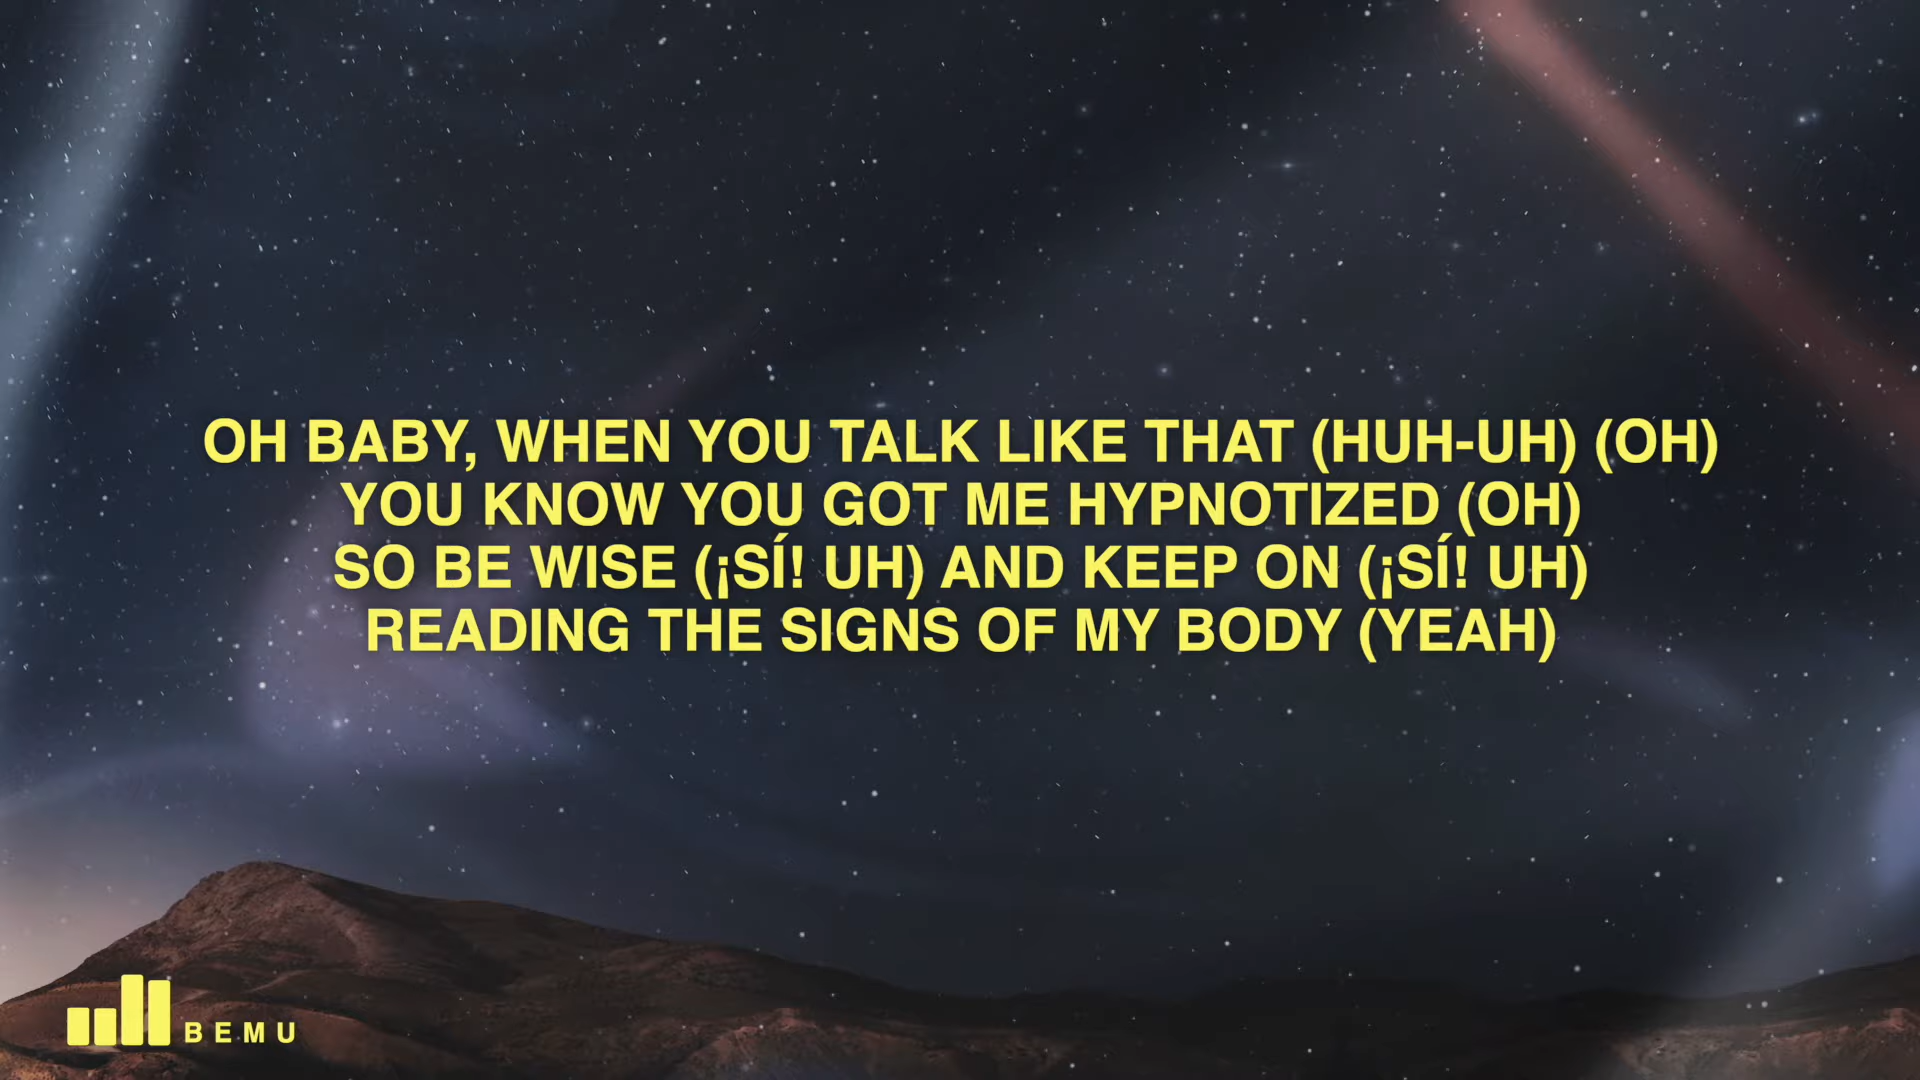 OH BABY, WHEN YOU TALK LIKE THAT (HUH-UH) (OH)
YOU KNOW YOU GOT ME HYPNOTIZED (OH)
SO BE WISE (¡SÍ! UH) AND KEEP ON (¡SÍ! UH)
READING THE SIGNS OF MY BODY (YEAH)
BEMU